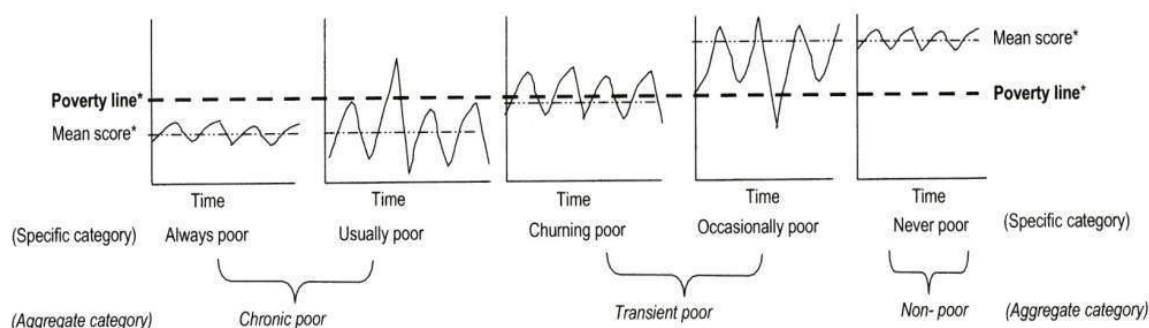 Mean score*
Poverty line*
Poverty line*
Mean score*
Time Time Time Time Time
(Specific category) Always poor Usually poor Churning poor Occasionally poor Never poor (Specific category)
(Aggregate category) Chronic poor Transient poor Non- poor (Aggregate category)